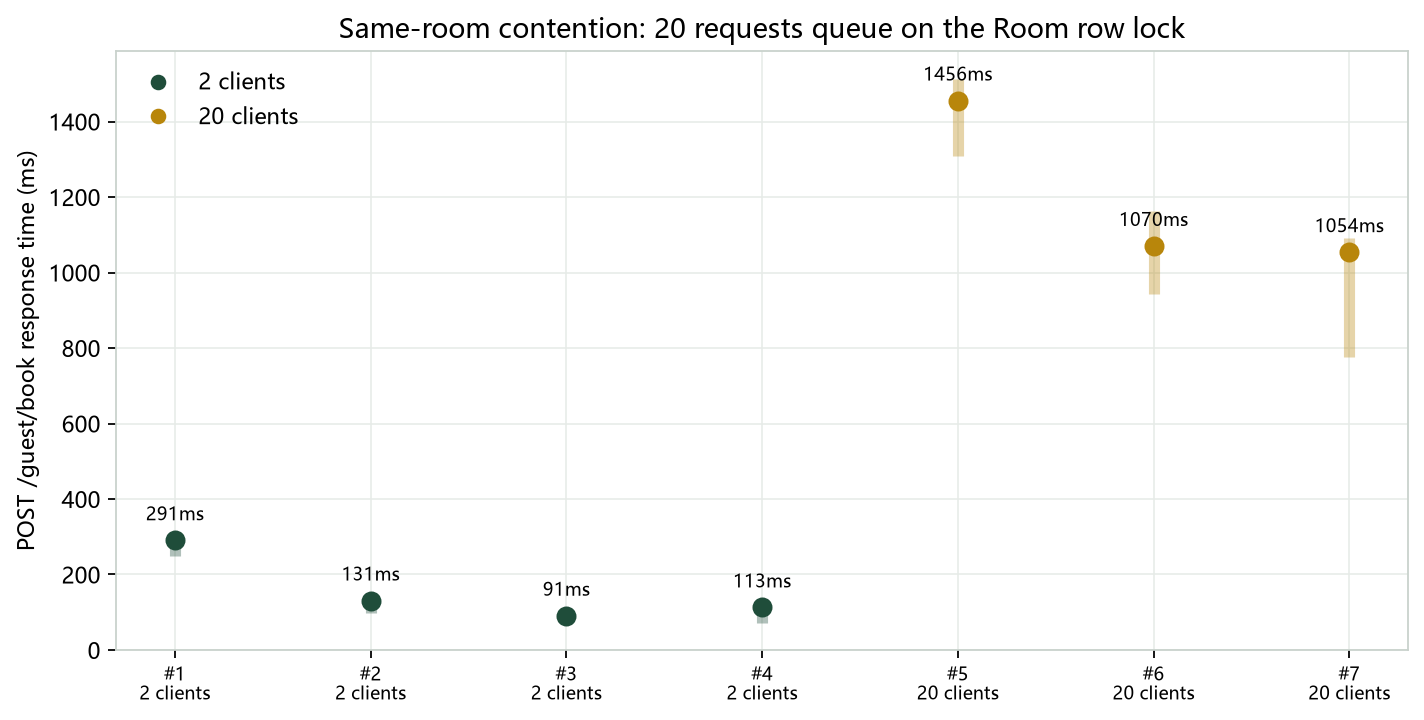 Same-room contention: 20 requests queue on the Room row lock
2 clients
20 clients
POST /guest/book response time (ms)
1400
1200
1000
800
600
400
200
0
291ms
131ms
91ms
113ms
1456ms
1070ms
1054ms
#1
2 clients
#2
2 clients
#3
2 clients
#4
2 clients
#5
20 clients
#6
20 clients
#7
20 clients